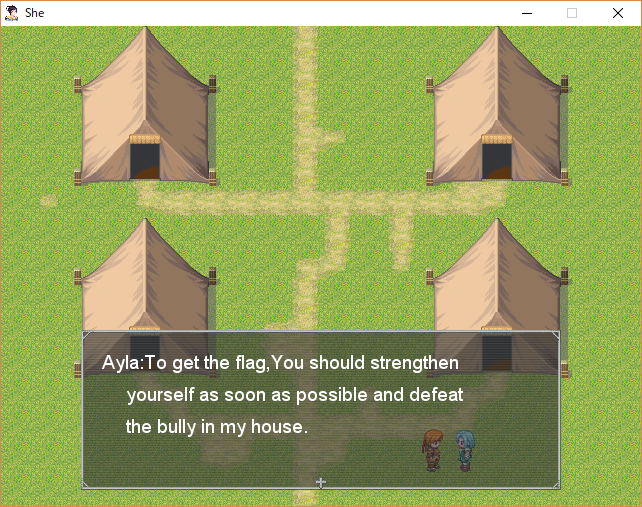 She
Ayla:To get the flag,You should strengthen
yourself as soon as possible and defeat
the bully in my house.